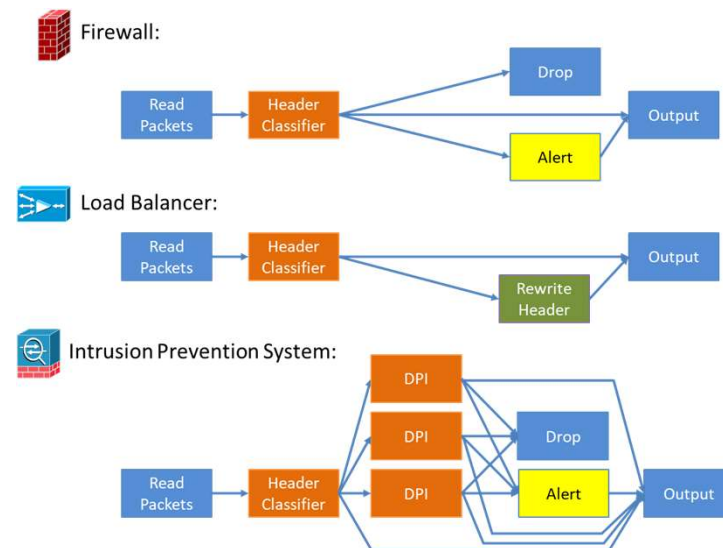 Firewall:
Read
Packets
Header
Classifier
Drop
Output
Alert
Load Balancer:
Read
Packets
Header
Classifier
Output
Rewrite
Header
Intrusion Prevention System:
DPI
DPI
Drop
Read
Packets
Header
Classifier
DPI
Alert
Output